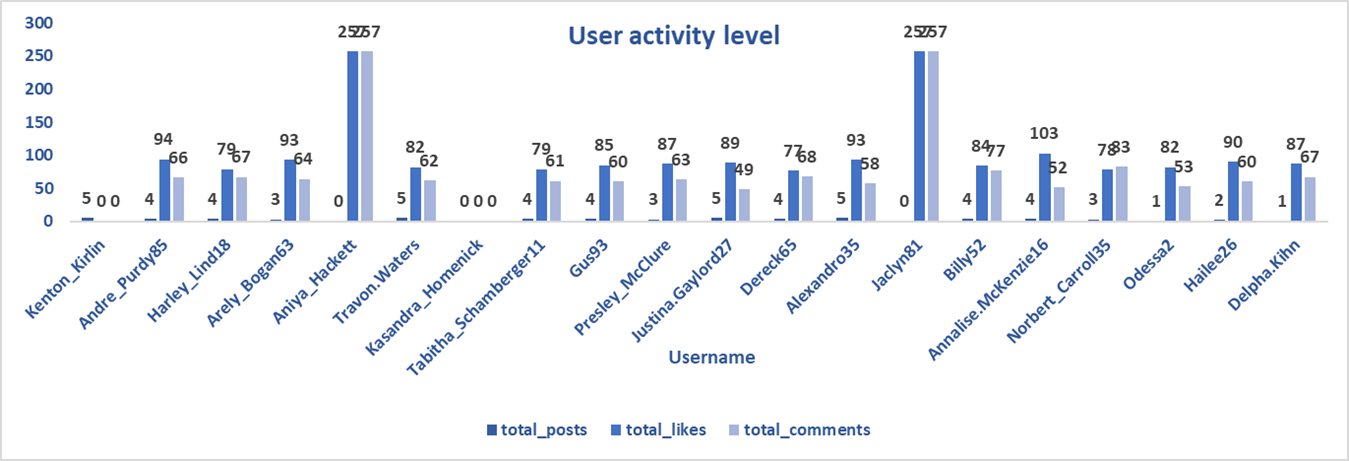 User activity level
300
250
200
150
100
50
0
5 0 0
4 94 66
4 79 67
3 93 64
0 257 257
5 82 62
0 0 0
4 79 61
4 85 60
3 87 63
5 89 49
4 77 68
5 93 58
0 257 257
4 84 77
4 103 52
3 78 83
1 82 53
2 90 60
1 87 67
Kenton_Kirlin
Andre_Purdy85
Harley_Lind18
Arely_Bogan63
Aniya_Hackett
Travon.Waters
Kasandra_Homenick
Tabitha_Schamberger11
Gus93
Presley_McClure
Justina.Gaylord27
Dereck65
Alexandro35
Jaclyn81
Billy52
Annalise.McKenzie16
Norbert_Carroll35
Odessa2
Hailee26
Delpha.Kihn
Username
total_posts total_likes total_comments